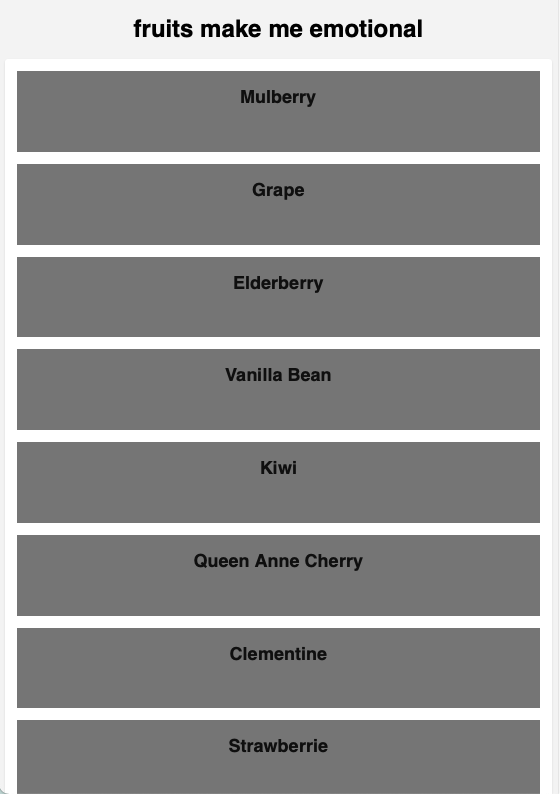 fruits make me emotional
Mulberry
Grape
Elderberry
Vanilla Bean
Kiwi
Queen Anne Cherry
Clementine
Strawberrie